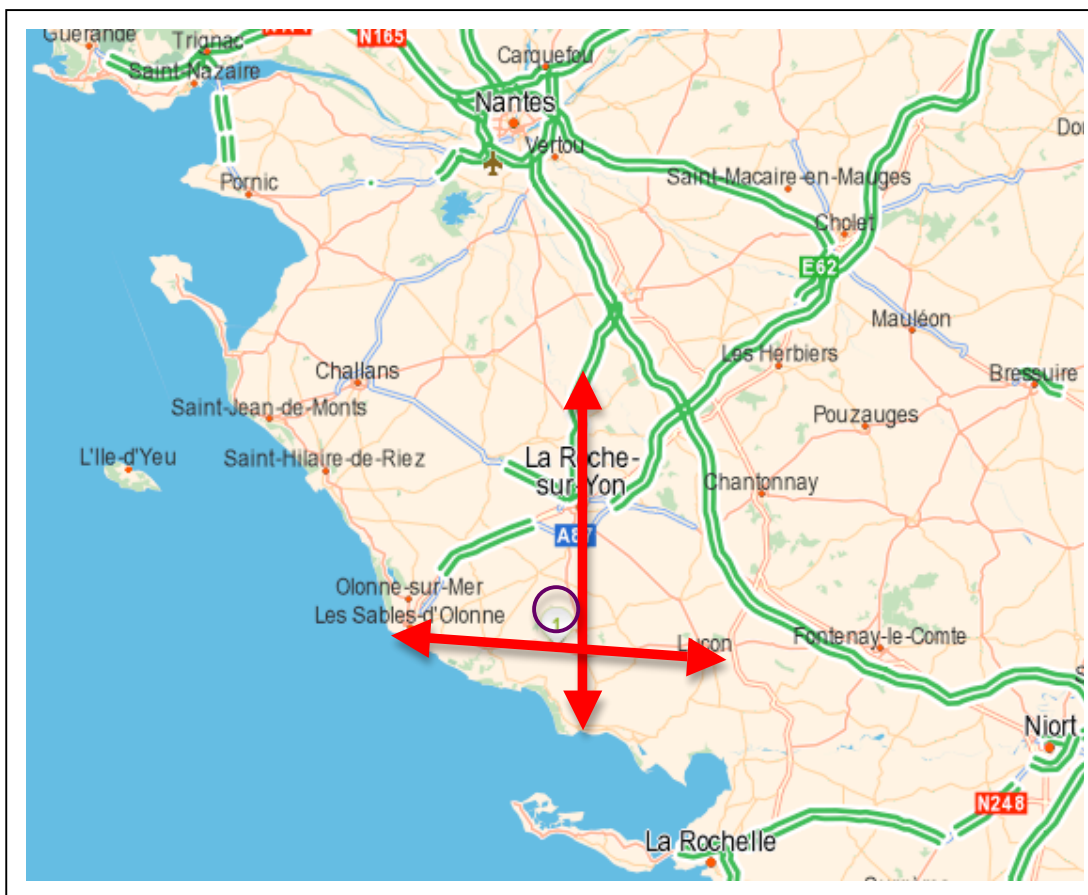 Guérande
Trignac
N165
Carquefou
Saint-Nazaire
Nantes
Vertou
Pornic
Saint-Macaire-en-Mauges
Cholet
E62
Mauléon
Les Herbiers
Challans
Bressuire
Saint-Jean-de-Monts
Pouzauges
L'Ile-d'Yeu
Saint-Hilaire-de-Riez
La Roche-
sur-Yon
Chantonnay
A87
Olonne-sur-Mer
Les Sables-d'Olonne
1
Luçon
Fontenay-le-Comte
Niort
N248
La Rochelle